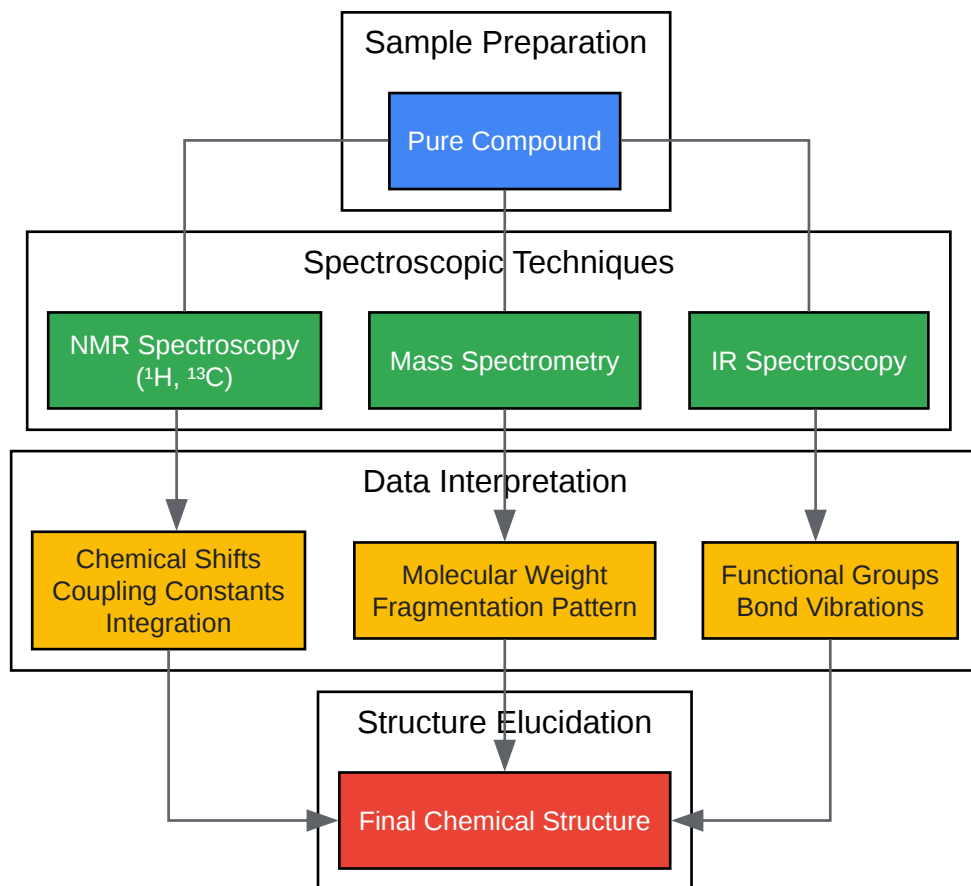 Sample Preparation
Pure Compound
Spectroscopic Techniques
NMR Spectroscopy
(¹H, ¹³C)
Mass Spectrometry
IR Spectroscopy
Data Interpretation
Chemical Shifts
Coupling Constants
Integration
Molecular Weight
Fragmentation Pattern
Functional Groups
Bond Vibrations
Structure Elucidation
Final Chemical Structure